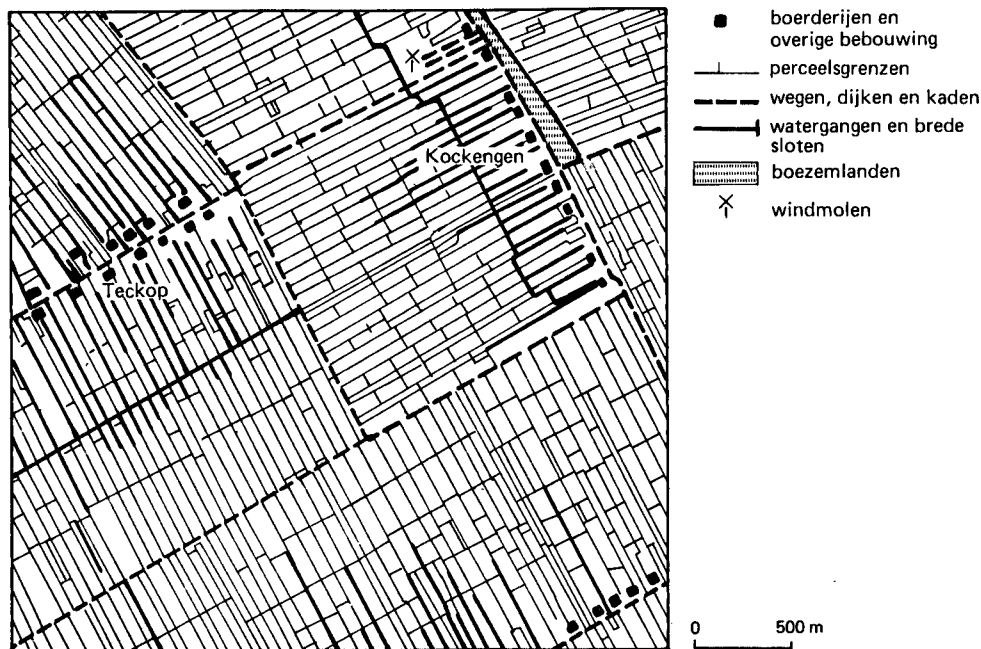 boerderijen en
overige bebouwing
perceelsgrenzen
wegen, dijken en kaden
watergangen en brede
sloten
boezemlanden
windmolen
Kockengen
Teckop
0 500 m